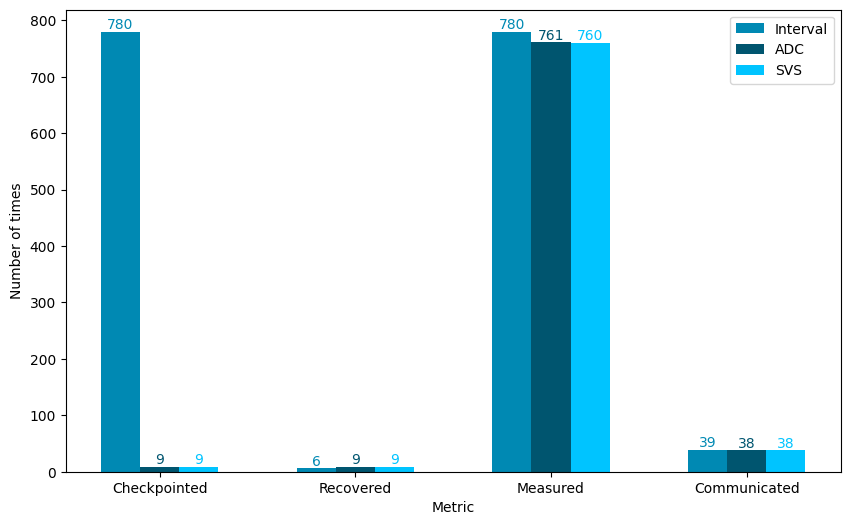 Interval
ADC
SVS
780
9
9
6
9
9
780
761
760
39
38
38
800
700
600
500
400
300
200
100
0
Number of times
Checkpointed
Recovered
Measured
Communicated
Metric